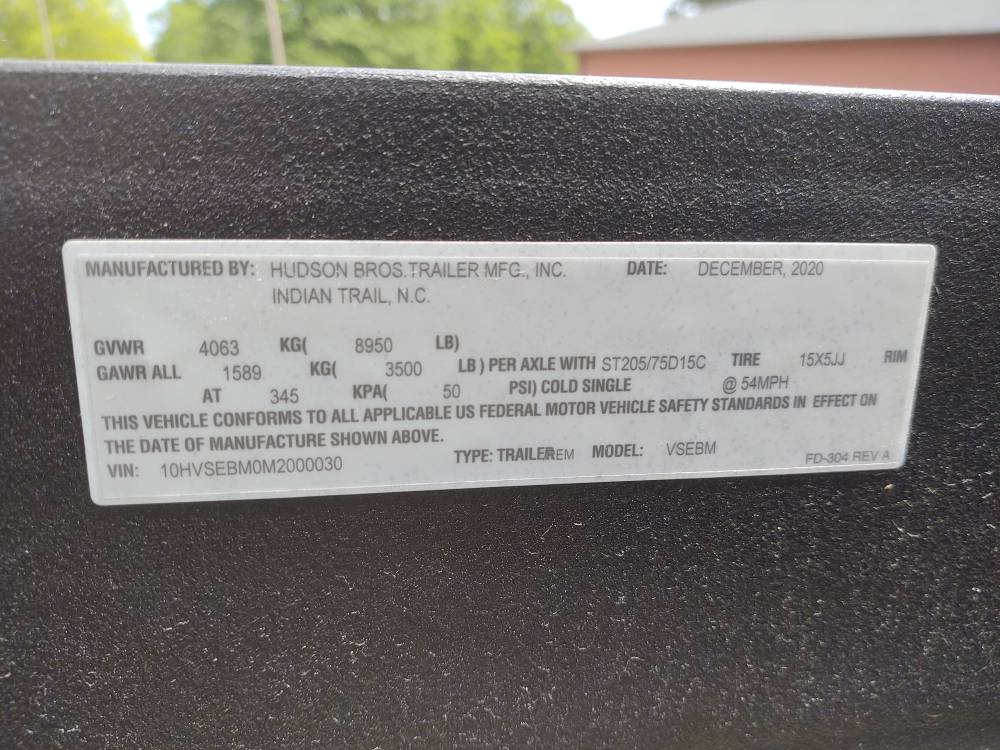 MANUFACTURED BY: HUDSON BROS.TRAILER MFG., INC. DATE: DECEMBER, 2020
INDIAN TRAIL, N.C.
GVWR 4063 KG( 8950 LB)
GAWR ALL 1589 KG( 3500 LB ) PER AXLE WITH ST205/75D15C TIRE 15X5JJ RIM
AT 345 KPA( 50 PSI) COLD SINGLE @ 54MPH
THIS VEHICLE CONFORMS TO ALL APPLICABLE US FEDERAL MOTOR VEHICLE SAFETY STANDARDS IN EFFECT ON
THE DATE OF MANUFACTURE SHOWN ABOVE.
VIN: 10HVSEBM0M2000030 TYPE: TRAILER EM MODEL: VSEBM FD-304 REV A